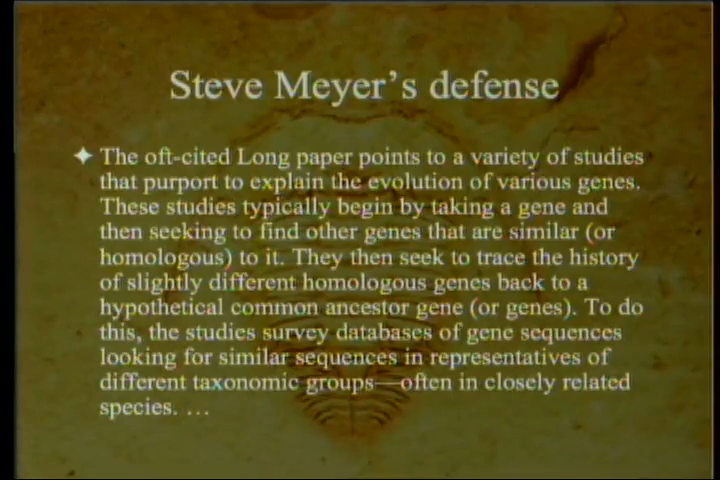 Steve Meyer's defense
✦ The oft-cited Long paper points to a variety of studies
that purport to explain the evolution of various genes.
These studies typically begin by taking a gene and
then seeking to find other genes that are similar (or
homologous) to it. They then seek to trace the history
of slightly different homologous genes back to a
hypothetical common ancestor gene (or genes). To do
this, the studies survey databases of gene sequences
looking for similar sequences in representatives of
different taxonomic groups—often in closely related
species. …